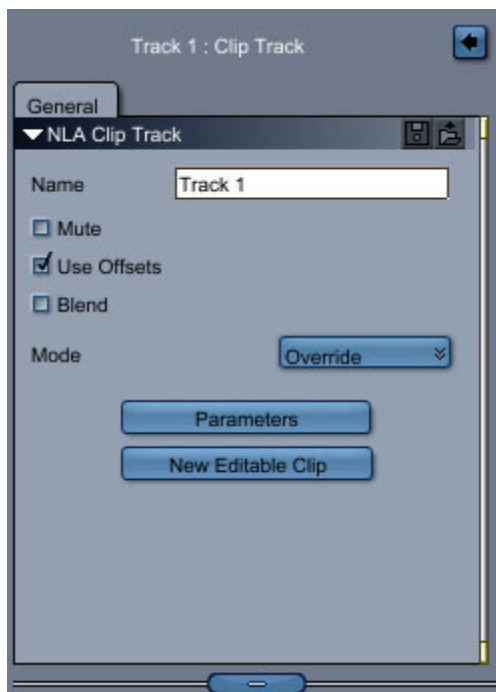 Track 1 : Clip Track
General
NLA Clip Track
Name Track 1
Mute
Use Offsets
Blend
Mode Override
Parameters
New Editable Clip